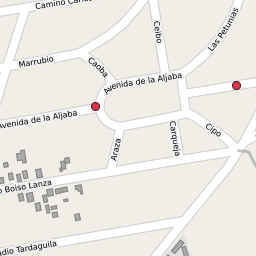 Camino Carlos
Ceibo
Las Petunias
Marrubio
Caoba
Avenida de la Aljaba
Avenida de la Aljaba
Araza
Carqueja
Cipo
Boiso Lanza
Tardaguila